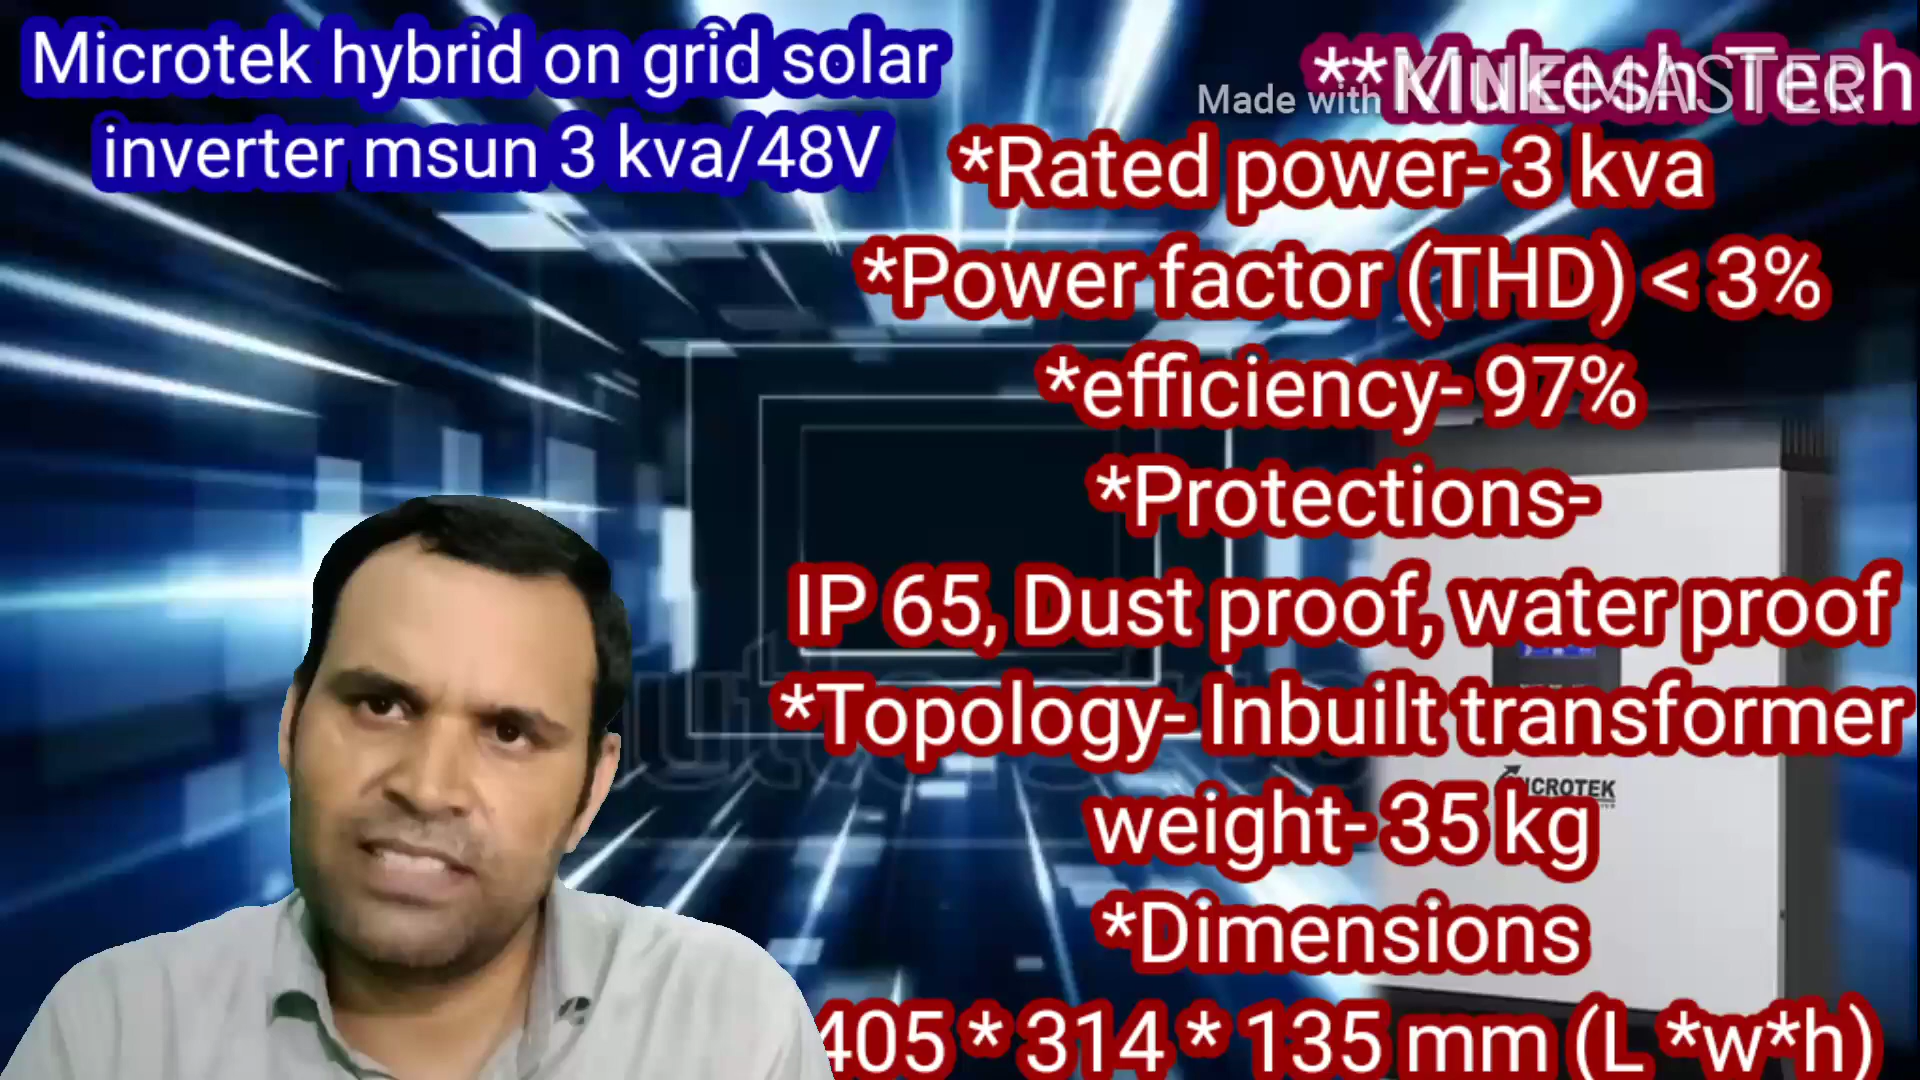 Microtek hybrid on grid solar
inverter msun 3 kva/48V
**Mukesh Tech
Made with KINEMASTER
*Rated power- 3 kva
*Power factor (THD) < 3%
*efficiency- 97%
*Protections-
IP 65, Dust proof, water proof
*Topology- Inbuilt transformer
weight- 35 kg
MICROTEK
*Dimensions
405 * 314 * 135 mm (L *w*h)